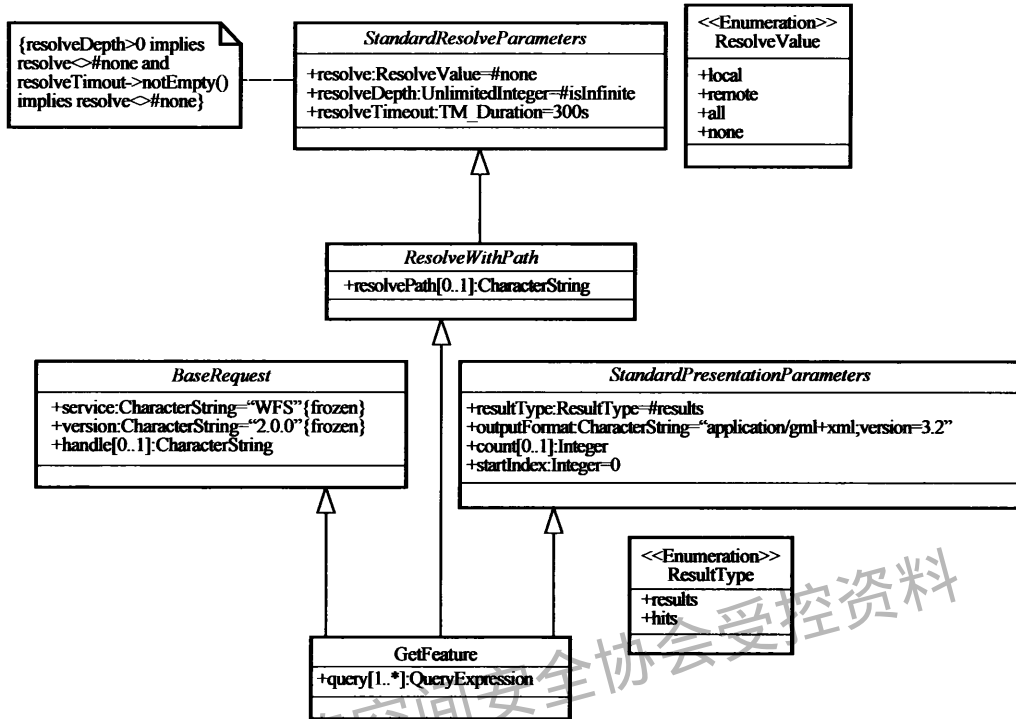 {resolveDepth>0 implies
resolve<>#none and
resolveTimout->notEmpty()
implies resolve<>#none}
StandardResolveParameters
+resolve:ResolveValue=#none
+resolveDepth:UnlimitedInteger=#isInfinite
+resolveTimeout:TM_Duration=300s
<<Enumeration>>
ResolveValue
+local
+remote
+all
+none
ResolveWithPath
+resolvePath[0..1]:CharacterString
BaseRequest
+service:CharacterString="WFS"{frozen}
+version:CharacterString="2.0.0"{frozen}
+handle[0..1]:CharacterString
StandardPresentationParameters
+resultType:ResultType=#results
+outputFormat:CharacterString="application/gml+xml;version=3.2"
+count[0..1]:Integer
+startIndex:Integer=0
<<Enumeration>>
ResultType
+results
+hits
GetFeature
+query[1..*]:QueryExpression
空间安全协会受控资料